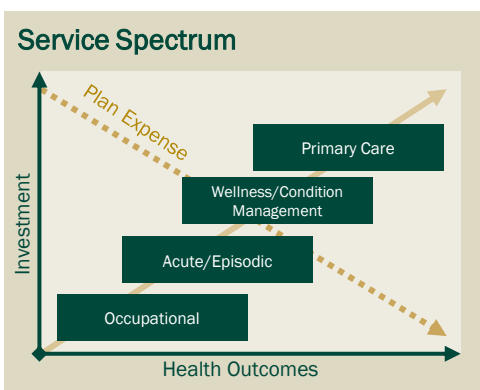 Service Spectrum
Plan Expense
Primary Care
Wellness/Condition
Management
Acute/Episodic
Occupational
Investment
Health Outcomes